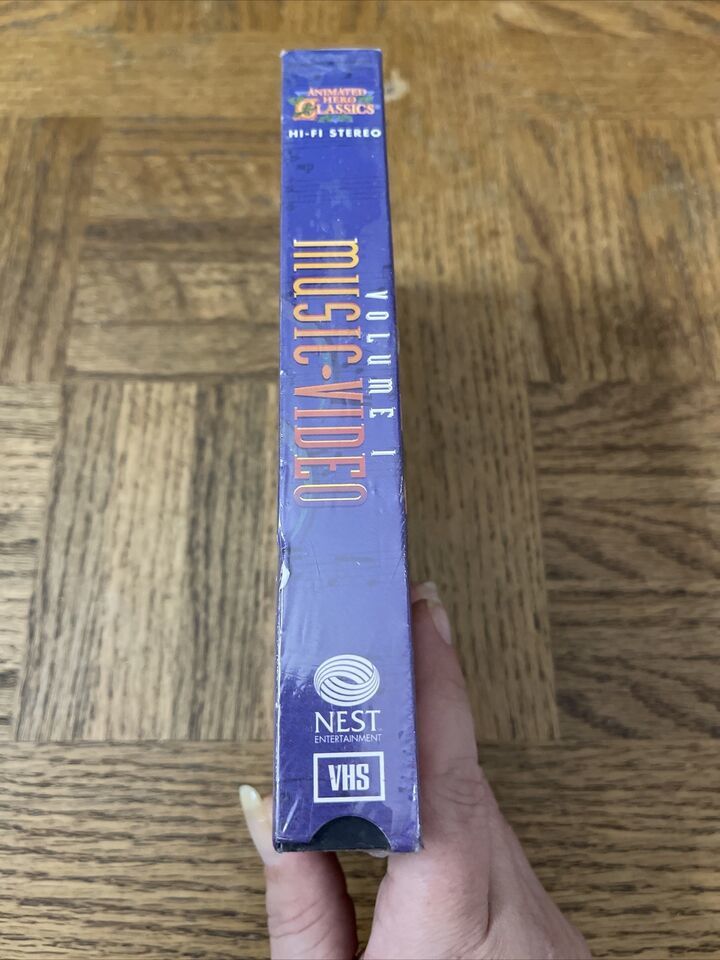 ANIMATED
HERO
CLASSICS
HI-FI STEREO
VOLUME I
MUSIC•VIDEO
NEST
ENTERTAINMENT
VHS